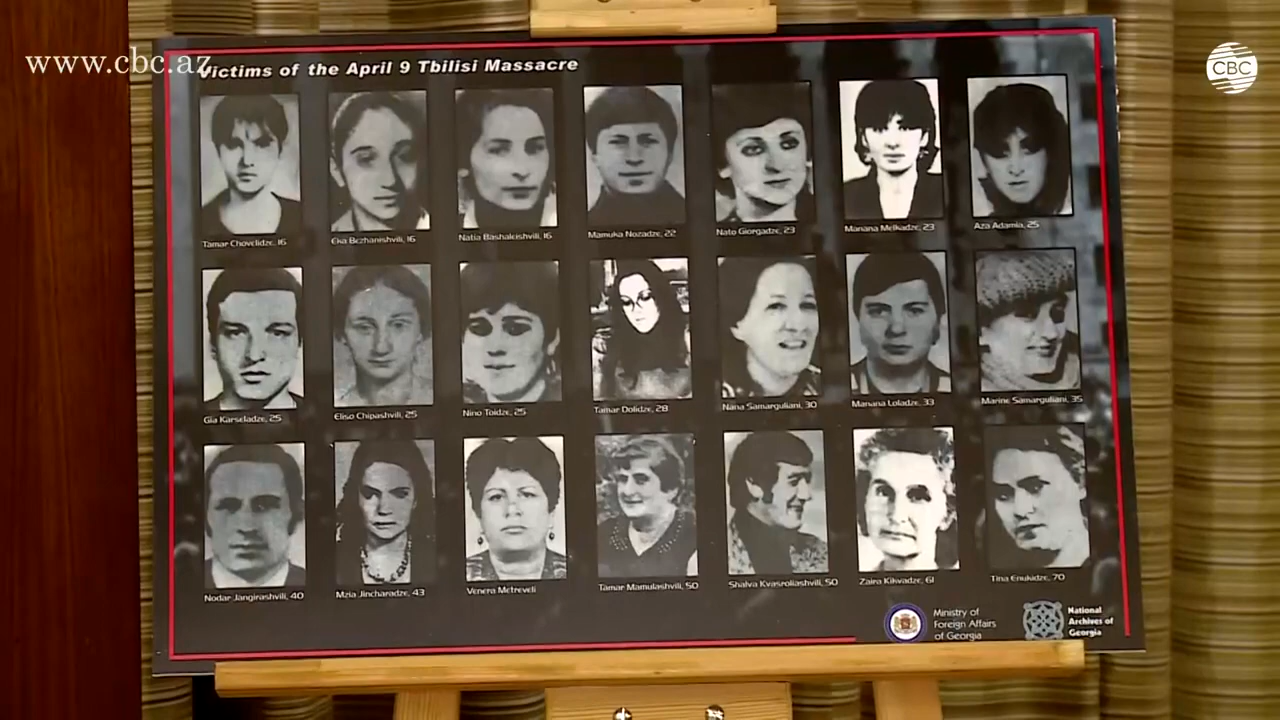 www.cbc.az
CBC
Victims of the April 9 Tbilisi Massacre
Tamar Chovelidze, 16
Eka Bezhanishvili, 16
Natia Bashaleishvili, 16
Mamuka Nozadze, 22
Nato Giorgadze, 23
Manana Melkadze, 23
Aza Adamia, 25
Gia Karseladze, 25
Eliso Chipashvili, 25
Nino Toidze, 25
Tamar Dolidze, 28
Nana Samarguliani, 30
Manana Loladze, 33
Marine Samarguliani, 35
Nodar Jangirashvili, 40
Mzia Jincharadze, 43
Venera Metreveli
Tamar Mamulashvili, 50
Shalva Kvasroliashvili, 50
Zaira Kikvadze, 61
Tina Enukidze, 70
Ministry of
Foreign Affairs
of Georgia
National
Archives of
Georgia